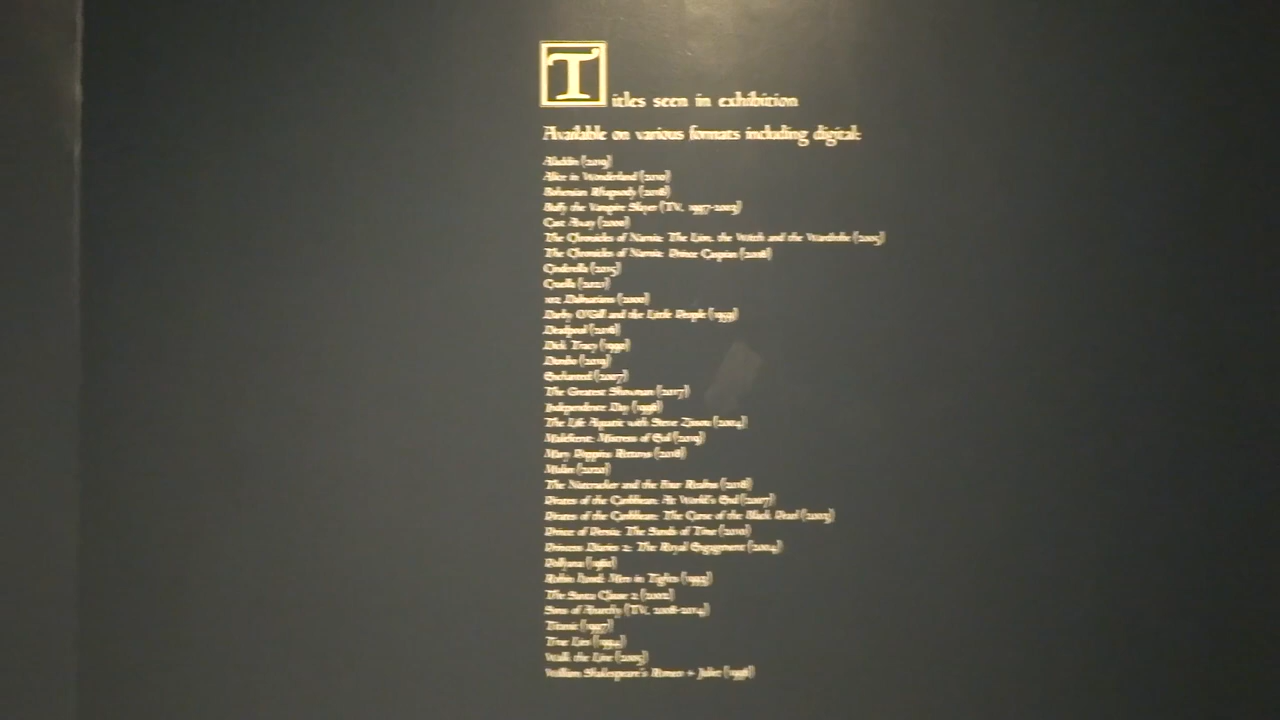 Titles seen in exhibition
Available on various formats including digital:
Aladdin (2019)
Alice in Wonderland (2010)
Bohemian Rhapsody (2018)
Buffy the Vampire Slayer (TV, 1997-2003)
Cast Away (2000)
The Chronicles of Narnia: The Lion, the Witch and the Wardrobe (2005)
The Chronicles of Narnia: Prince Caspian (2008)
Cinderella (2015)
Cruella (2021)
102 Dalmatians (2000)
Darby O'Gill and the Little People (1959)
Deadpool (2016)
Dick Tracy (1990)
Dumbo (2019)
Enchanted (2007)
The Greatest Showman (2017)
Independence Day (1996)
The Life Aquatic with Steve Zissou (2004)
Maleficent: Mistress of Evil (2019)
Mary Poppins Returns (2018)
Mulan (2020)
The Nutcracker and the Four Realms (2018)
Pirates of the Caribbean: At World's End (2007)
Pirates of the Caribbean: The Curse of the Black Pearl (2003)
Prince of Persia: The Sands of Time (2010)
Princess Diaries 2: The Royal Engagement (2004)
Pollyanna (1960)
Robin Hood: Men in Tights (1993)
The Santa Clause 2 (2002)
Sons of Anarchy (TV, 2008-2014)
Titanic (1997)
True Lies (1994)
Walk the Line (2005)
William Shakespeare's Romeo + Juliet (1996)